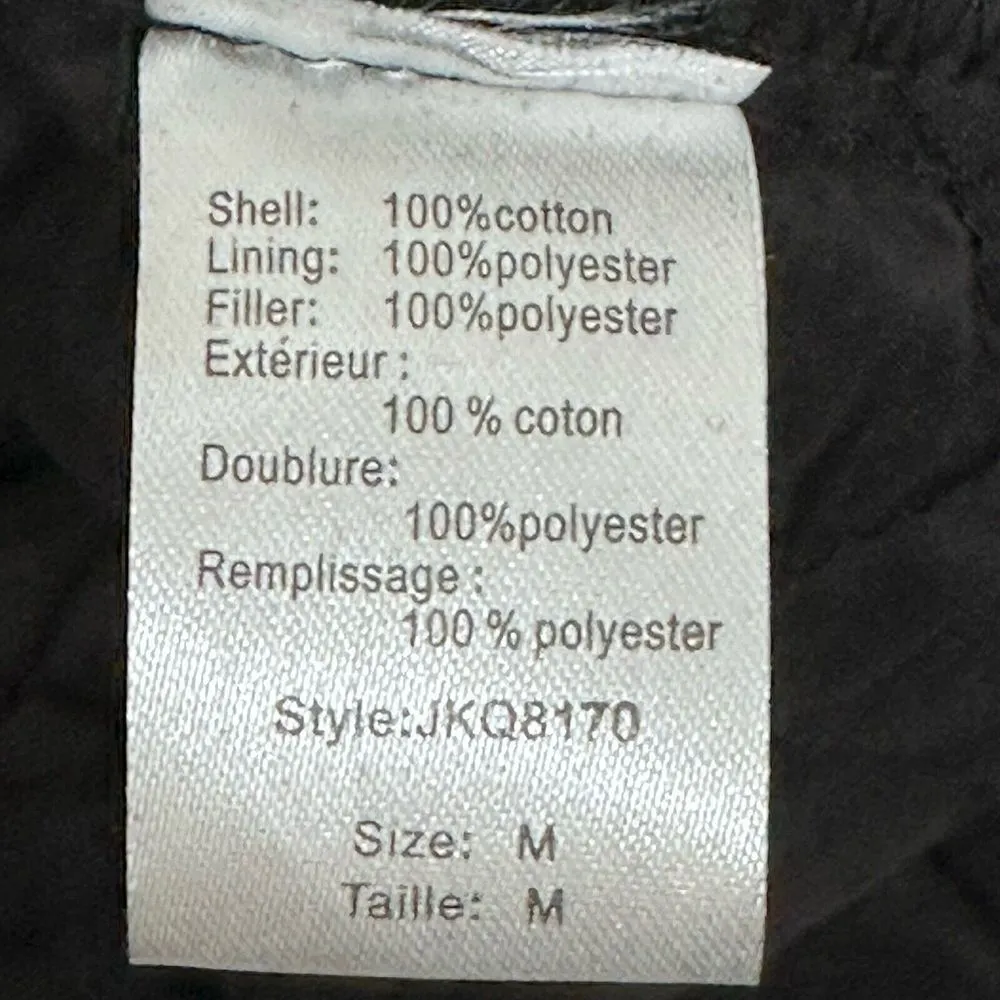 Shell: 100%cotton
Lining: 100%polyester
Filler: 100%polyester
Extérieur :
100 % coton
Doublure:
100%polyester
Remplissage :
100 % polyester
Style:JKQ8170
Size: M
Taille: M